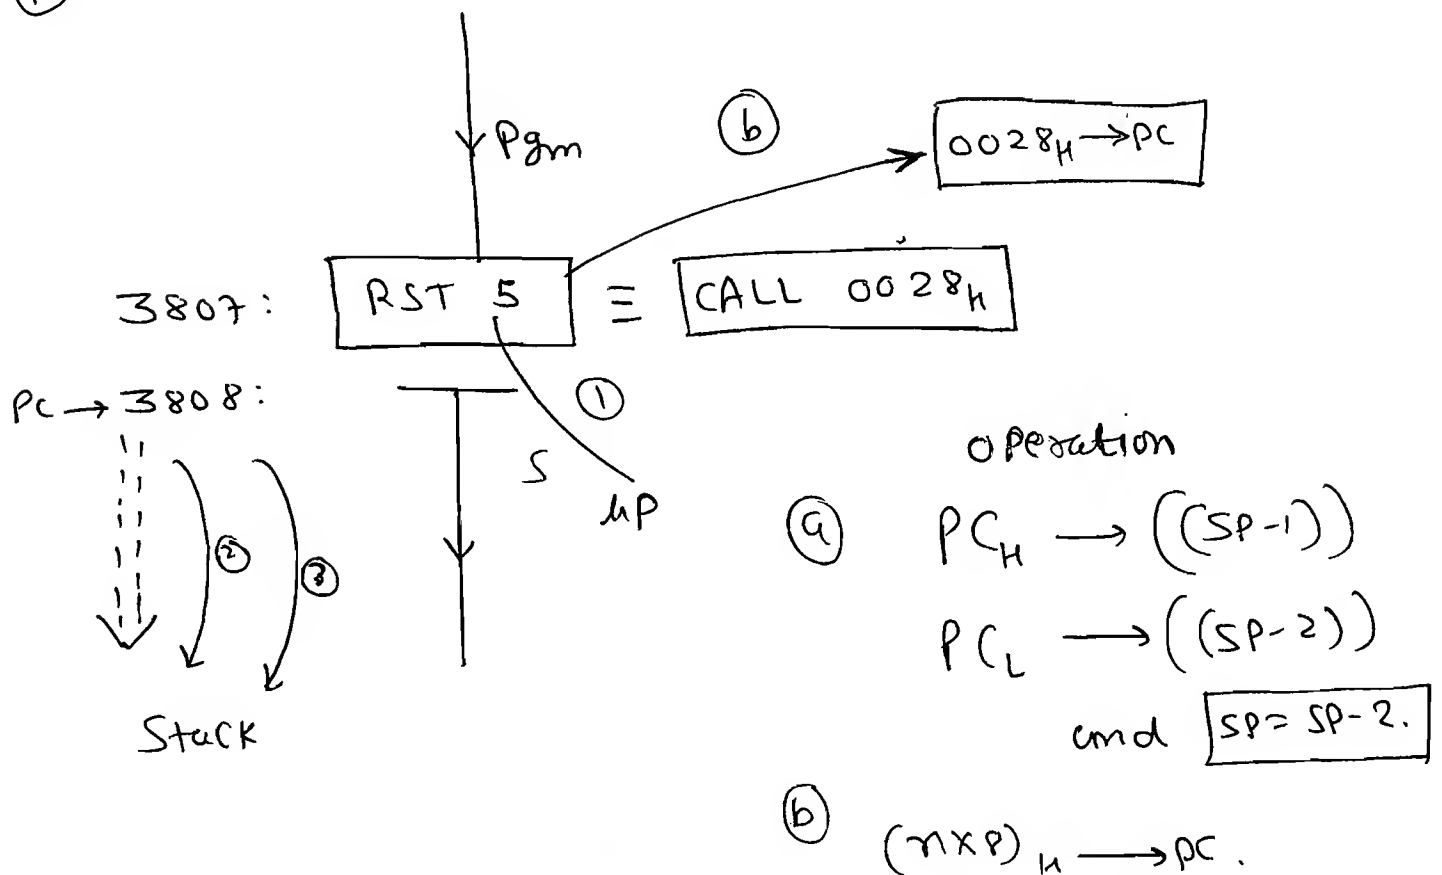 Pgm
(b)
0028H → PC
3807: RST 5 ≡ CALL 0028H
PC → 3808:
①
S
μP
② ③
Stack
operation
(a) PCH → ((SP-1))
PCL → ((SP-2))
and SP = SP-2.
(b) (n×8)H → PC.